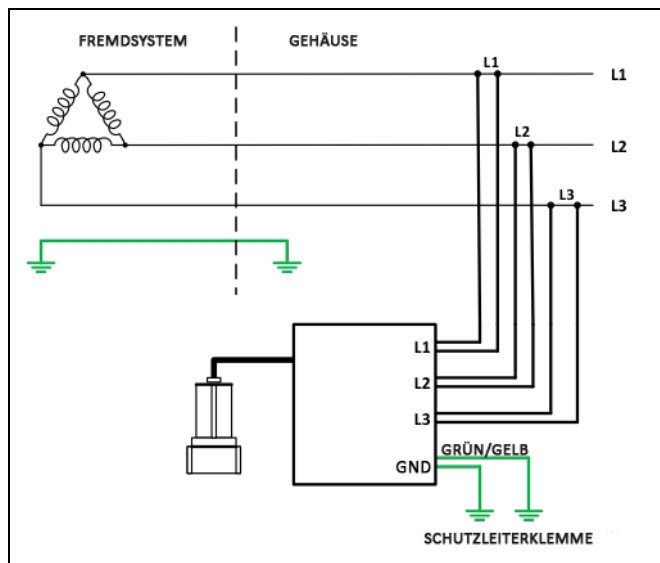 FREMDSYSTEM GEHÄUSE
L1
L1
L2
L2
L3
L3
L1
L2
L3
GRÜN/GELB
GND
SCHUTZLEITERKLEMME